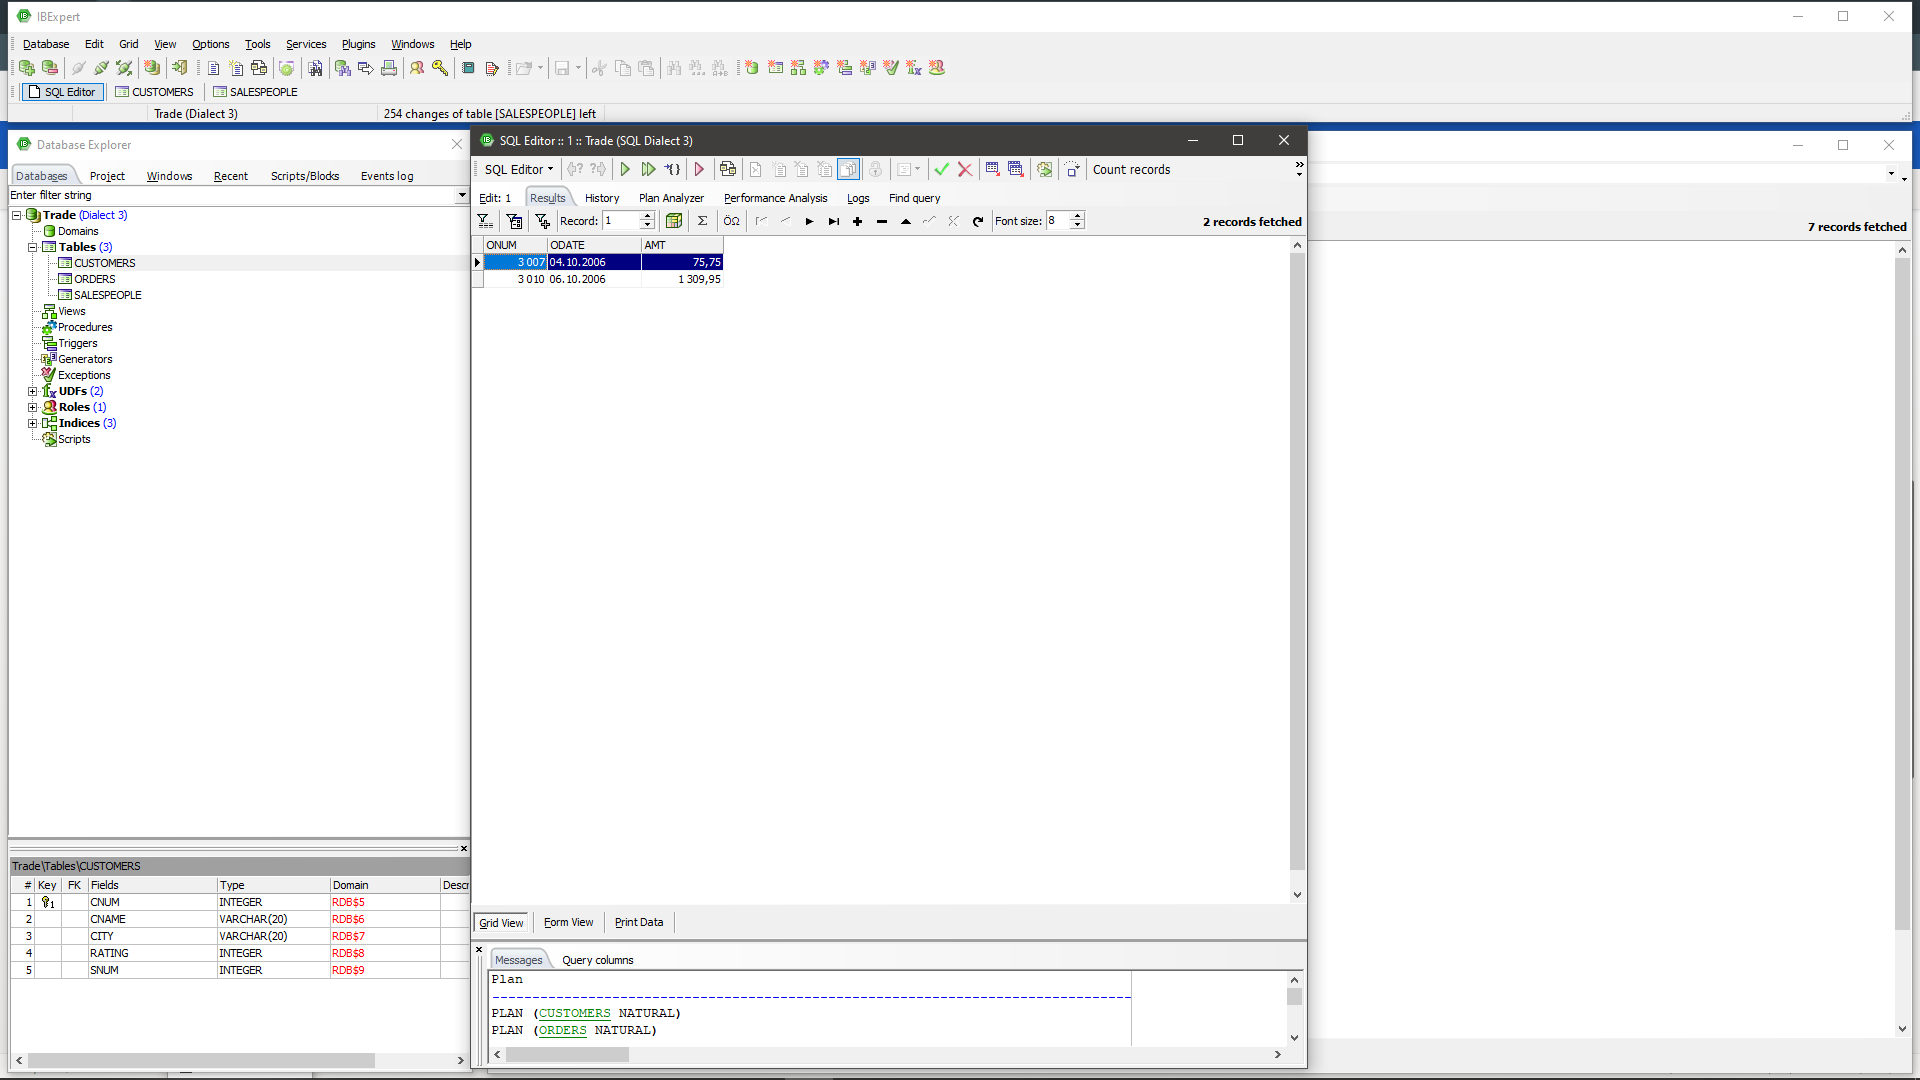 IBExpert
Database Edit Grid View Options Tools Services Plugins Windows Help
SQL Editor CUSTOMERS SALESPEOPLE
Trade (Dialect 3) 254 changes of table [SALESPEOPLE] left
Database Explorer
Databases Project Windows Recent Scripts/Blocks Events log
Enter filter string
Trade (Dialect 3)
Domains
Tables (3)
CUSTOMERS
ORDERS
SALESPEOPLE
Views
Procedures
Triggers
Generators
Exceptions
UDFs (2)
Roles (1)
Indices (3)
Scripts
Trade\Tables\CUSTOMERS
# Key FK Fields Type Domain Descr
1 1 CNUM INTEGER RDB$5
2 CNAME VARCHAR(20) RDB$6
3 CITY VARCHAR(20) RDB$7
4 RATING INTEGER RDB$8
5 SNUM INTEGER RDB$9
SQL Editor :: 1 :: Trade (SQL Dialect 3)
SQL Editor Count records
Edit: 1 Results History Plan Analyzer Performance Analysis Logs Find query
Record: 1 Σ ÖΩ Font size: 8 2 records fetched
ONUM ODATE AMT
3 007 04.10.2006 75,75
3 010 06.10.2006 1 309,95
Grid View Form View Print Data
Messages Query columns
Plan
--------------------------------------------------------------------------------
PLAN (CUSTOMERS NATURAL)
PLAN (ORDERS NATURAL)
7 records fetched